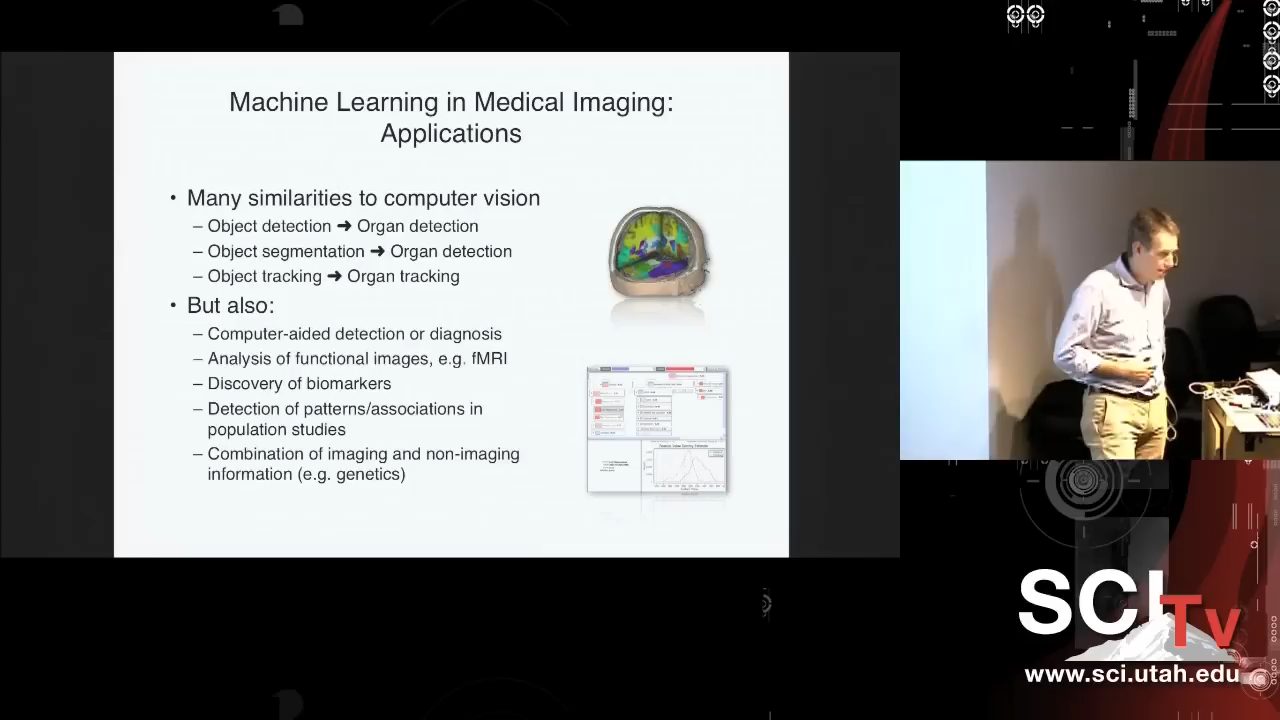 Machine Learning in Medical Imaging:
Applications
• Many similarities to computer vision
– Object detection ➜ Organ detection
– Object segmentation ➜ Organ detection
– Object tracking ➜ Organ tracking
• But also:
– Computer-aided detection or diagnosis
– Analysis of functional images, e.g. fMRI
– Discovery of biomarkers
– Detection of patterns/associations in
population studies
– Combination of imaging and non-imaging
information (e.g. genetics)
SCI
Tv
www.sci.utah.edu